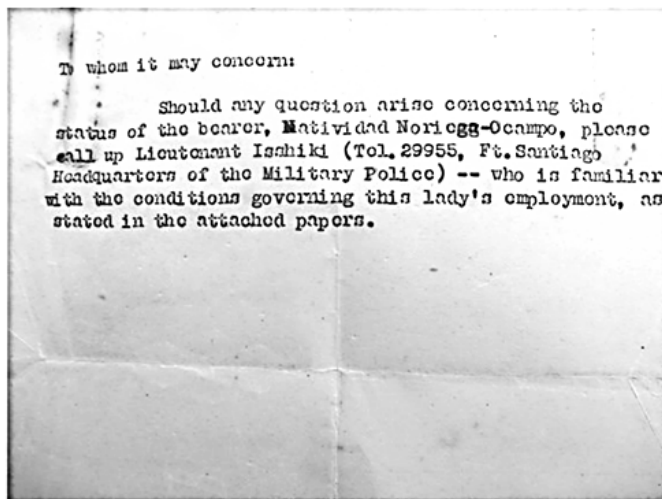 To whom it may concern:
Should any question arise concerning the
status of the bearer, Natividad Noriegg-Ocampo, please
call up Lieutenant Isshiki (Tel. 29955, Ft. Santiago
Headquarters of the Military Police) -- who is familiar
with the conditions governing this lady's employment, as
stated in the attached papers.